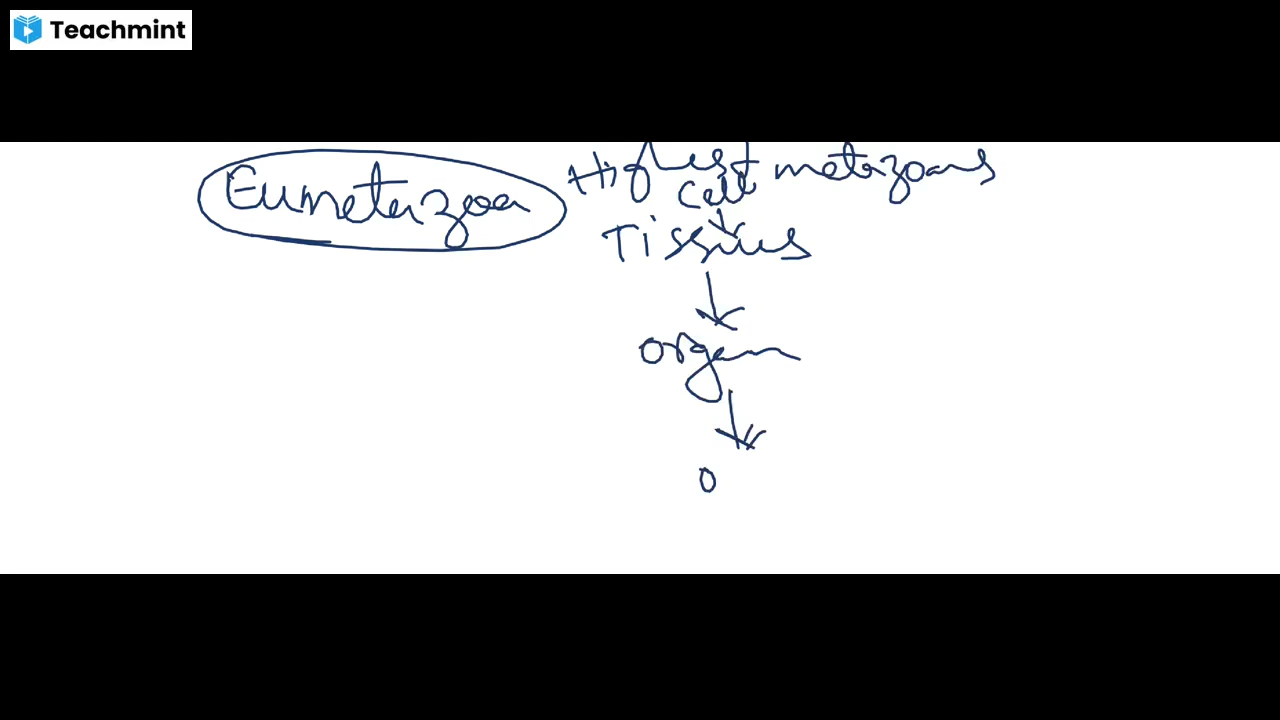 Teachmint
Eumetazoa Highest metazoans
Cell
Tissues
Organ
O